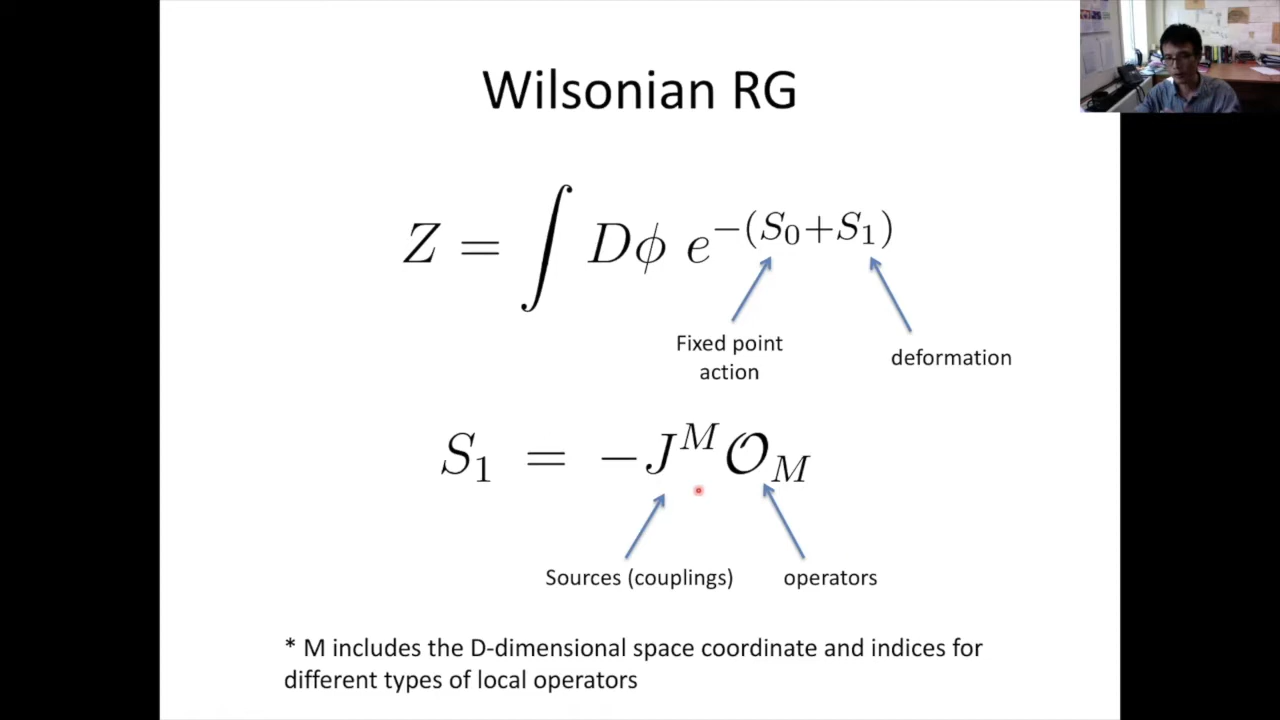 Wilsonian RG
Z = ∫ Dϕ e^{−(S₀+S₁)}
Fixed point
action
deformation
S₁ = −J^M 𝒪_M
Sources (couplings)
operators
* M includes the D-dimensional space coordinate and indices for
different types of local operators